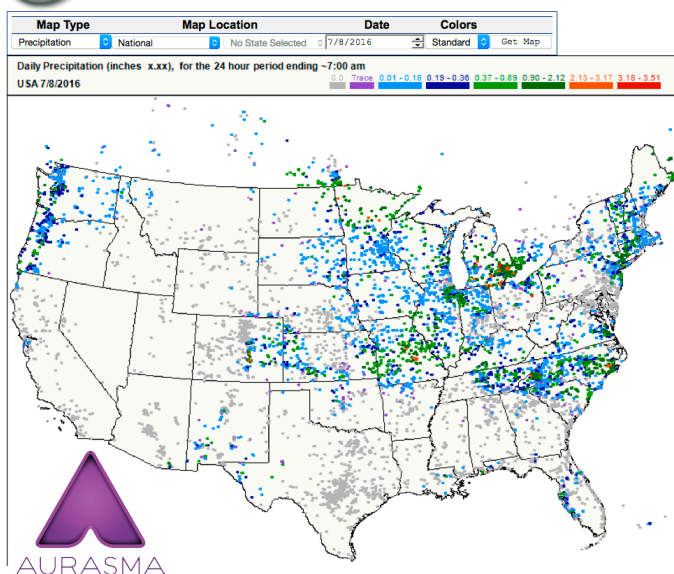 Map Type Map Location Date Colors
Precipitation National No State Selected 7/8/2016 Standard Get Map
Daily Precipitation (inches x.xx), for the 24 hour period ending ~7:00 am
USA 7/8/2016 0.0 Trace 0.01 - 0.18 0.19 - 0.36 0.37 - 0.89 0.90 - 2.12 2.13 - 3.17 3.18 - 3.51
AURASMA